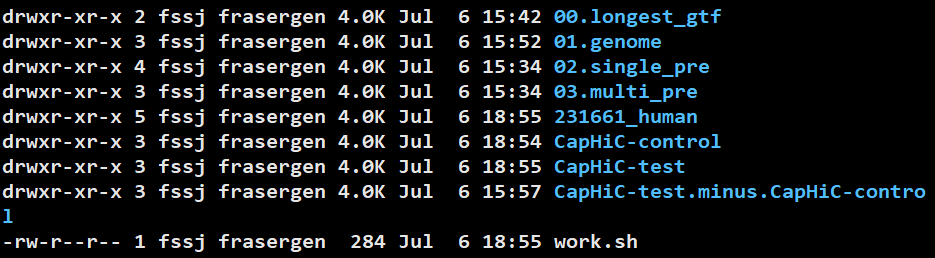 drwxr-xr-x 2 fssj frasergen 4.0K Jul  6 15:42 00.longest_gtf
drwxr-xr-x 3 fssj frasergen 4.0K Jul  6 15:52 01.genome
drwxr-xr-x 4 fssj frasergen 4.0K Jul  6 15:34 02.single_pre
drwxr-xr-x 3 fssj frasergen 4.0K Jul  6 15:34 03.multi_pre
drwxr-xr-x 5 fssj frasergen 4.0K Jul  6 18:55 231661_human
drwxr-xr-x 3 fssj frasergen 4.0K Jul  6 18:54 CapHiC-control
drwxr-xr-x 3 fssj frasergen 4.0K Jul  6 18:55 CapHiC-test
drwxr-xr-x 3 fssj frasergen 4.0K Jul  6 15:57 CapHiC-test.minus.CapHiC-contro
l
-rw-r--r-- 1 fssj frasergen  284 Jul  6 18:55 work.sh